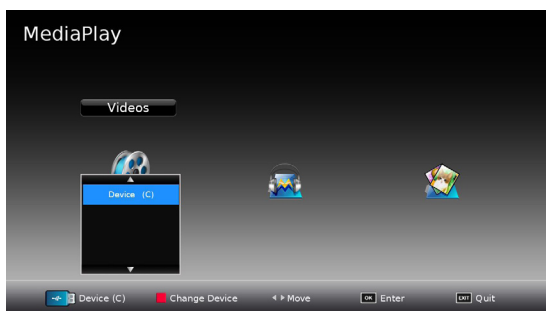 MediaPlay
Videos
Device (C)
Device (C) Change Device Move OK Enter EXIT Quit